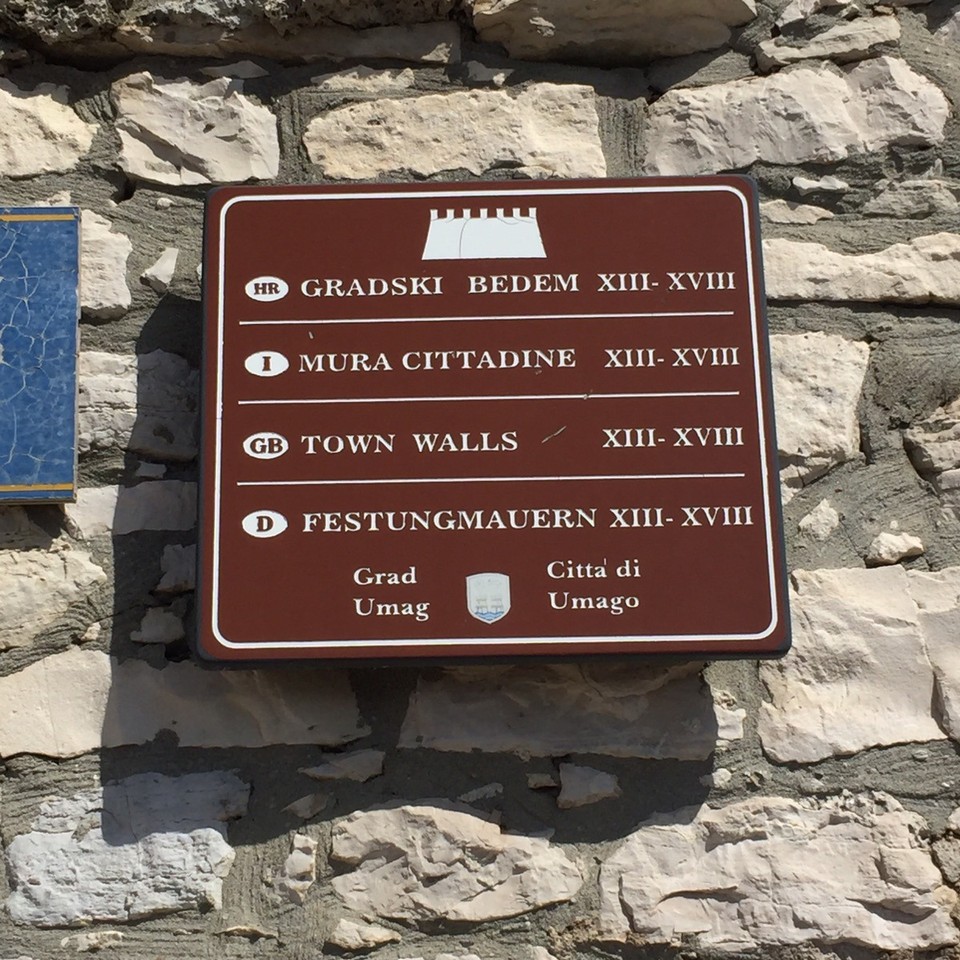 HR GRADSKI BEDEM XIII- XVIII
I MURA CITTADINE XIII- XVIII
GB TOWN WALLS XIII- XVIII
D FESTUNGMAUERN XIII- XVIII
Grad
Umag
Citta' di
Umago